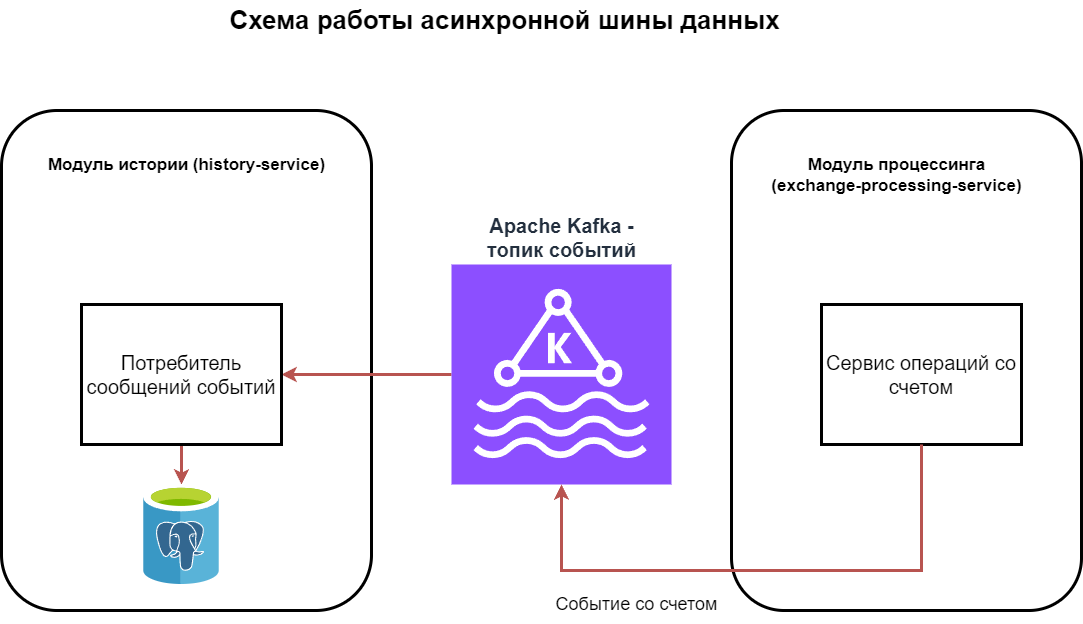 Схема работы асинхронной шины данных
Модуль истории (history-service)
Модуль процессинга
(exchange-processing-service)
Apache Kafka -
топик событий
K
Потребитель
сообщений событий
Сервис операций со
счетом
Событие со счетом